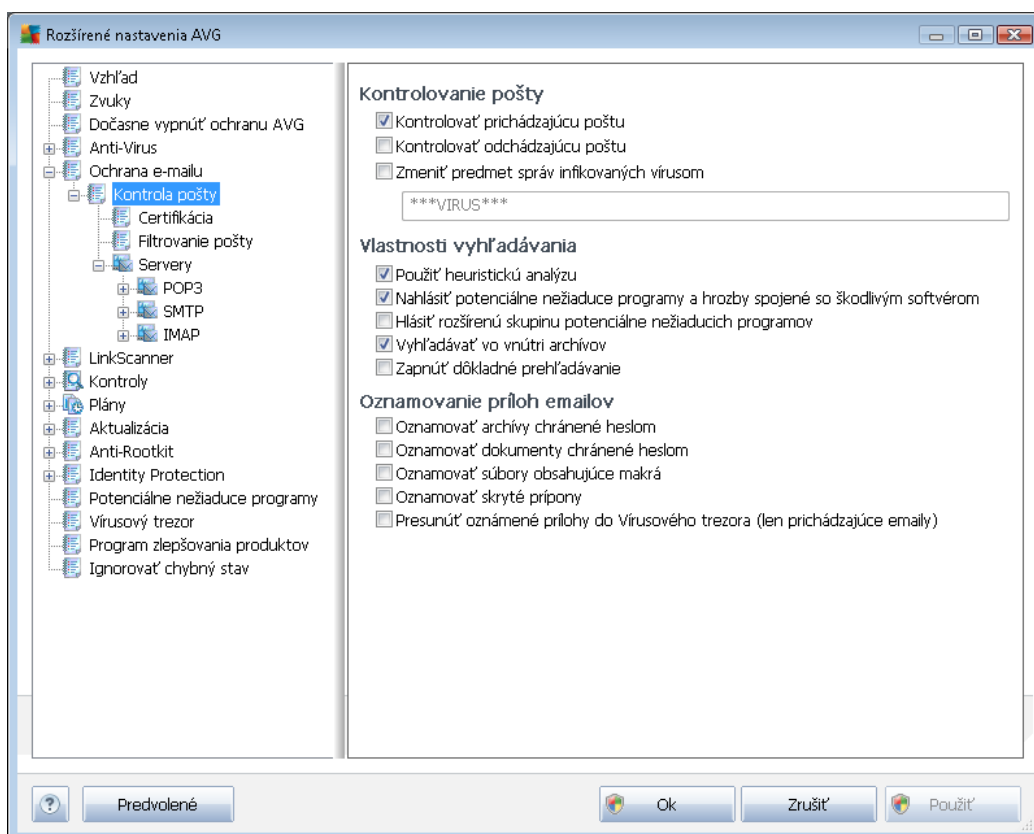 Rozšírené nastavenia AVG
Vzhľad
Zvuky
Dočasne vypnúť ochranu AVG
Anti-Virus
Ochrana e-mailu
Kontrola pošty
Certifikácia
Filtrovanie pošty
Servery
POP3
SMTP
IMAP
LinkScanner
Kontroly
Plány
Aktualizácia
Anti-Rootkit
Identity Protection
Potenciálne nežiaduce programy
Vírusový trezor
Program zlepšovania produktov
Ignorovať chybný stav
Kontrolovanie pošty
Kontrolovať prichádzajúcu poštu
Kontrolovať odchádzajúcu poštu
Zmeniť predmet správ infikovaných vírusom
***VIRUS***
Vlastnosti vyhľadávania
Použiť heuristickú analýzu
Nahlásiť potenciálne nežiaduce programy a hrozby spojené so škodlivým softvérom
Hlásiť rozšírenú skupinu potenciálne nežiaducich programov
Vyhľadávať vo vnútri archívov
Zapnúť dôkladné prehľadávanie
Oznamovanie príloh emailov
Oznamovať archívy chránené heslom
Oznamovať dokumenty chránené heslom
Oznamovať súbory obsahujúce makrá
Oznamovať skryté prípony
Presunúť oznámené prílohy do Vírusového trezora (len prichádzajúce emaily)
? Predvolené Ok Zrušiť Použiť